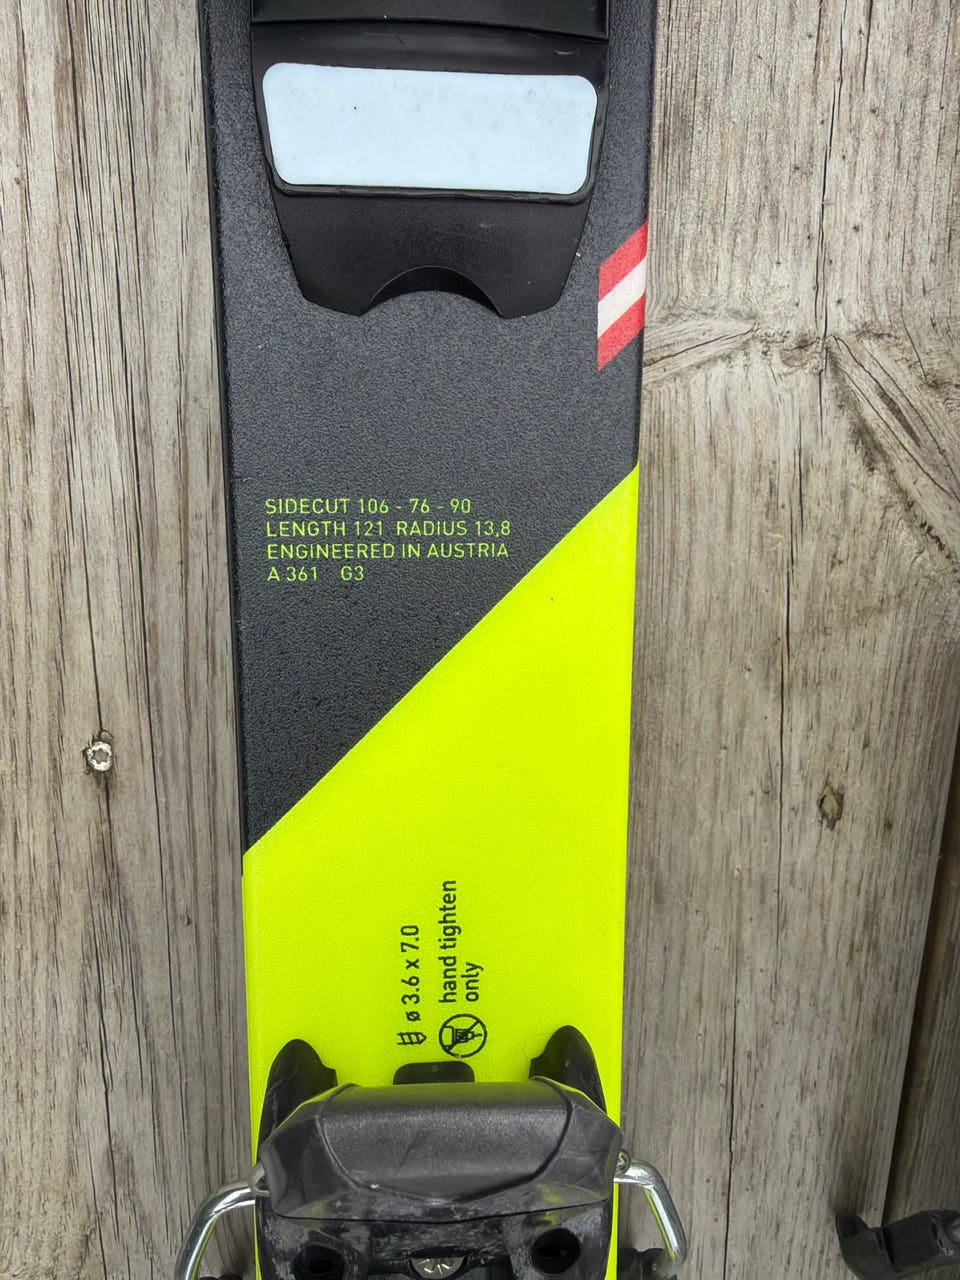 SIDECUT 106 - 76 - 90
LENGTH 121 RADIUS 13,8
ENGINEERED IN AUSTRIA
A 361 G3
ø 3.6 x 7.0
hand tighten
only